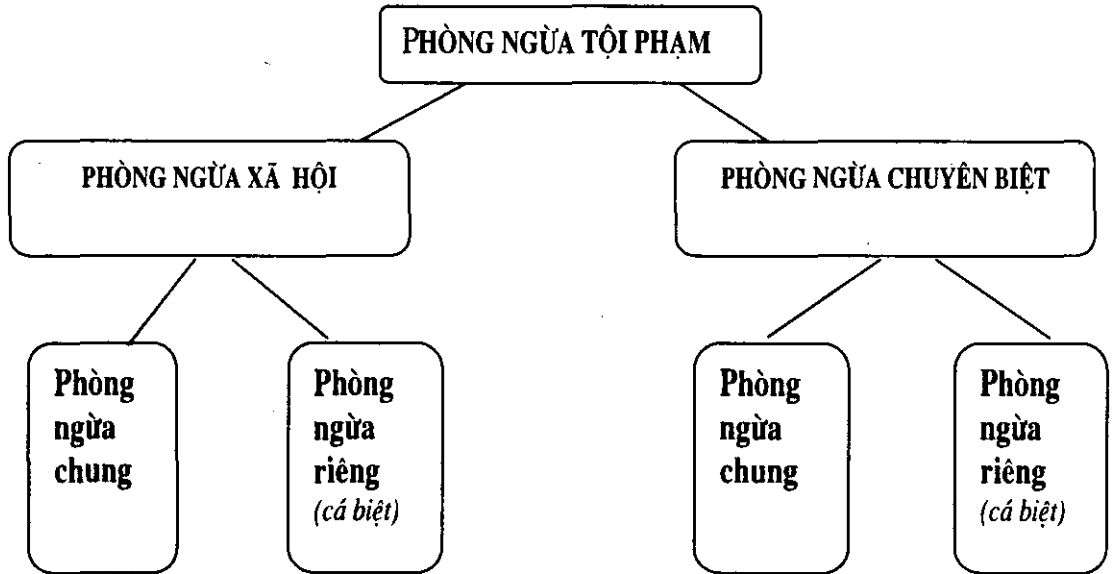 PHÒNG NGỪA TỘI PHẠM
PHÒNG NGỪA XÃ HỘI
PHÒNG NGỪA CHUYÊN BIỆT
Phòng
ngừa
chung
Phòng
ngừa
riêng
(cá biệt)
Phòng
ngừa
chung
Phòng
ngừa
riêng
(cá biệt)